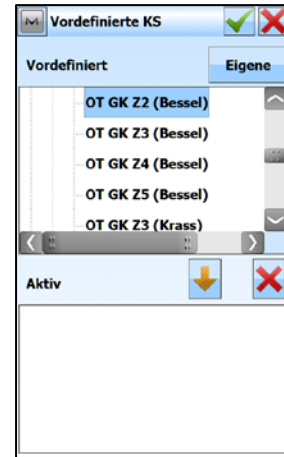 Vordefinierte KS
Vordefiniert
Eigene
OT GK Z2 (Bessel)
OT GK Z3 (Bessel)
OT GK Z4 (Bessel)
OT GK Z5 (Bessel)
OT GK Z3 (Krass)
Aktiv